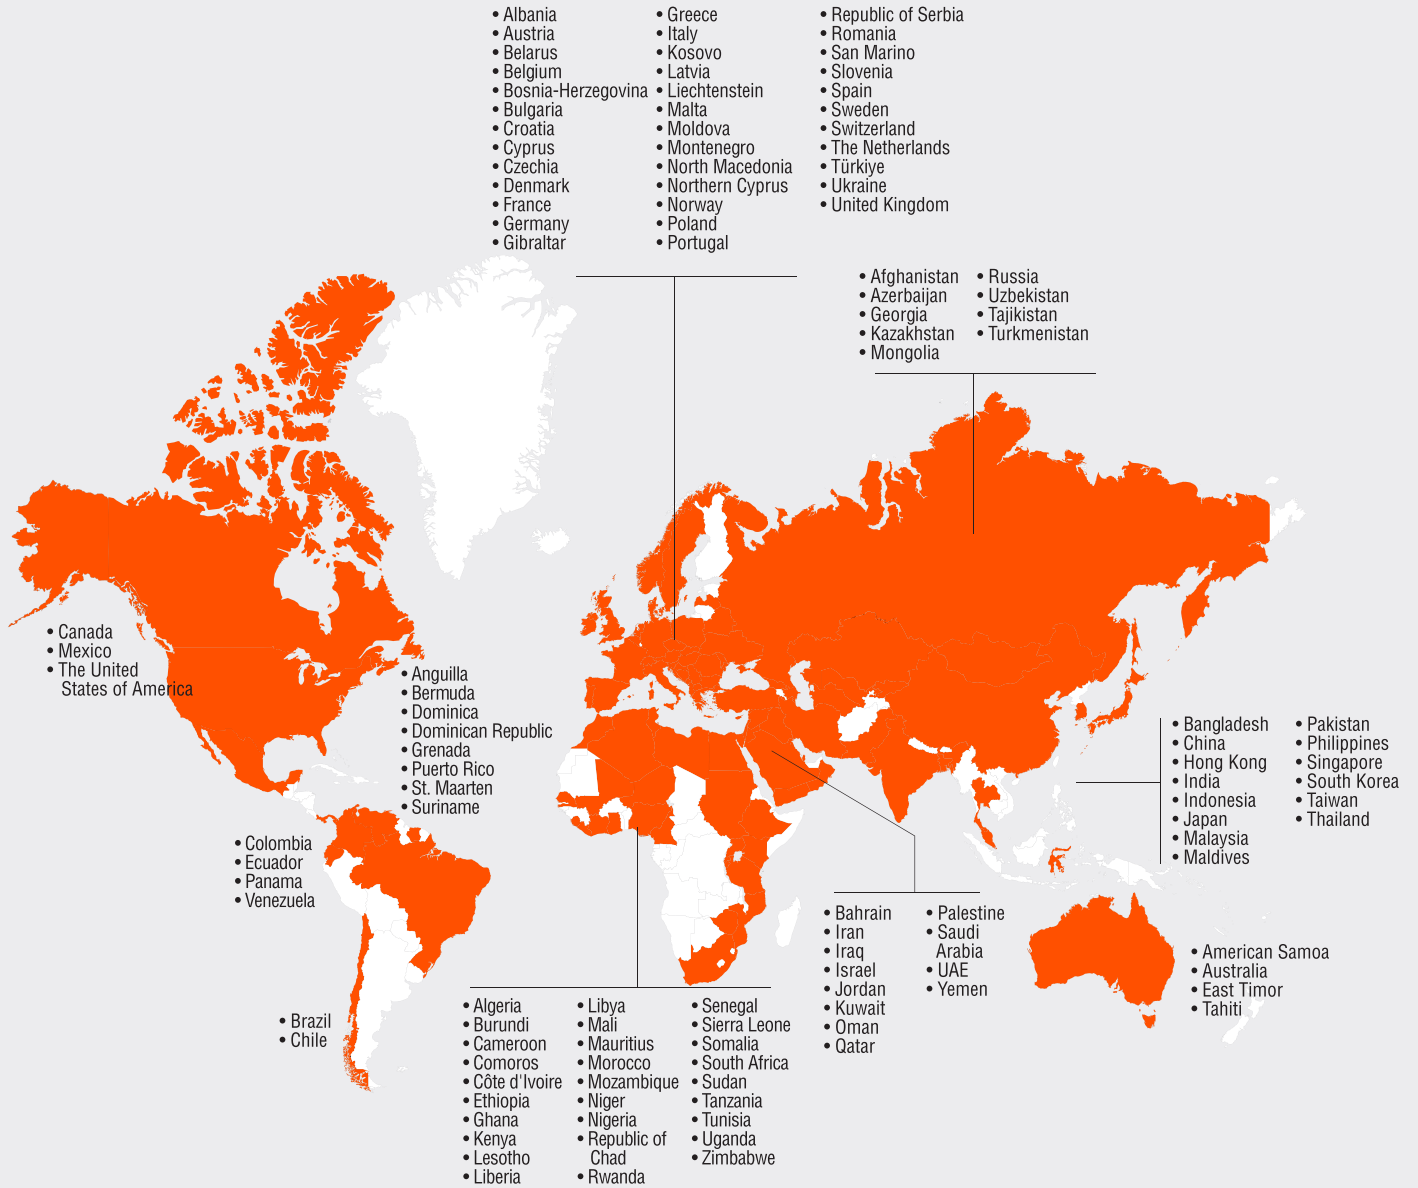 • Albania
• Austria
• Belarus
• Belgium
• Bosnia-Herzegovina
• Bulgaria
• Croatia
• Cyprus
• Czechia
• Denmark
• France
• Germany
• Gibraltar
• Greece
• Italy
• Kosovo
• Latvia
• Liechtenstein
• Malta
• Moldova
• Montenegro
• North Macedonia
• Northern Cyprus
• Norway
• Poland
• Portugal
• Republic of Serbia
• Romania
• San Marino
• Slovenia
• Spain
• Sweden
• Switzerland
• The Netherlands
• Türkiye
• Ukraine
• United Kingdom
• Afghanistan
• Azerbaijan
• Georgia
• Kazakhstan
• Mongolia
• Russia
• Uzbekistan
• Tajikistan
• Turkmenistan
• Canada
• Mexico
• The United
States of America
• Anguilla
• Bermuda
• Dominica
• Dominican Republic
• Grenada
• Puerto Rico
• St. Maarten
• Suriname
• Bangladesh
• China
• Hong Kong
• India
• Indonesia
• Japan
• Malaysia
• Maldives
• Pakistan
• Philippines
• Singapore
• South Korea
• Taiwan
• Thailand
• Colombia
• Ecuador
• Panama
• Venezuela
• Bahrain
• Iran
• Iraq
• Israel
• Jordan
• Kuwait
• Oman
• Qatar
• Palestine
• Saudi
Arabia
• UAE
• Yemen
• American Samoa
• Australia
• East Timor
• Tahiti
• Brazil
• Chile
• Algeria
• Burundi
• Cameroon
• Comoros
• Côte d'Ivoire
• Ethiopia
• Ghana
• Kenya
• Lesotho
• Liberia
• Libya
• Mali
• Mauritius
• Morocco
• Mozambique
• Niger
• Nigeria
• Republic of
Chad
• Rwanda
• Senegal
• Sierra Leone
• Somalia
• South Africa
• Sudan
• Tanzania
• Tunisia
• Uganda
• Zimbabwe